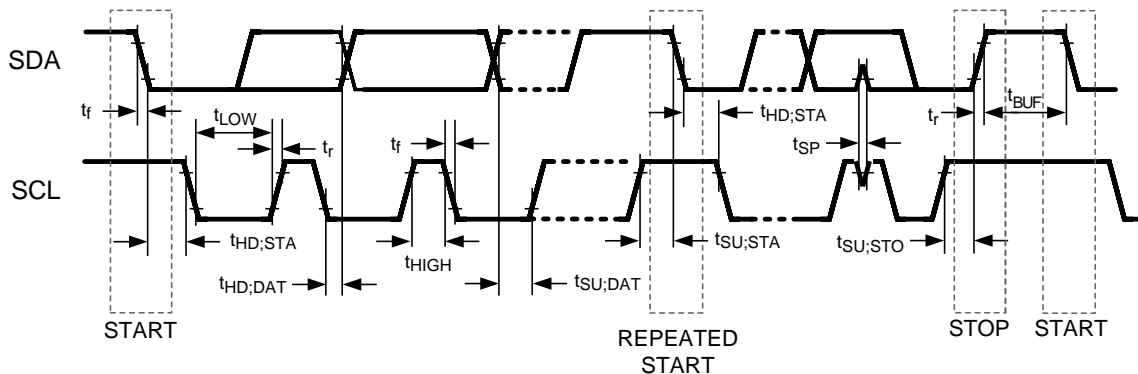 SDA
t_f
t_LOW
t_r
t_f
t_HD;STA
t_SP
t_r
t_BUF
SCL
t_HD;STA
t_HD;DAT
t_HIGH
t_SU;DAT
t_SU;STA
t_SU;STO
START
REPEATED
START
STOP
START